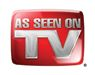 AS SEEN ON
TV
®